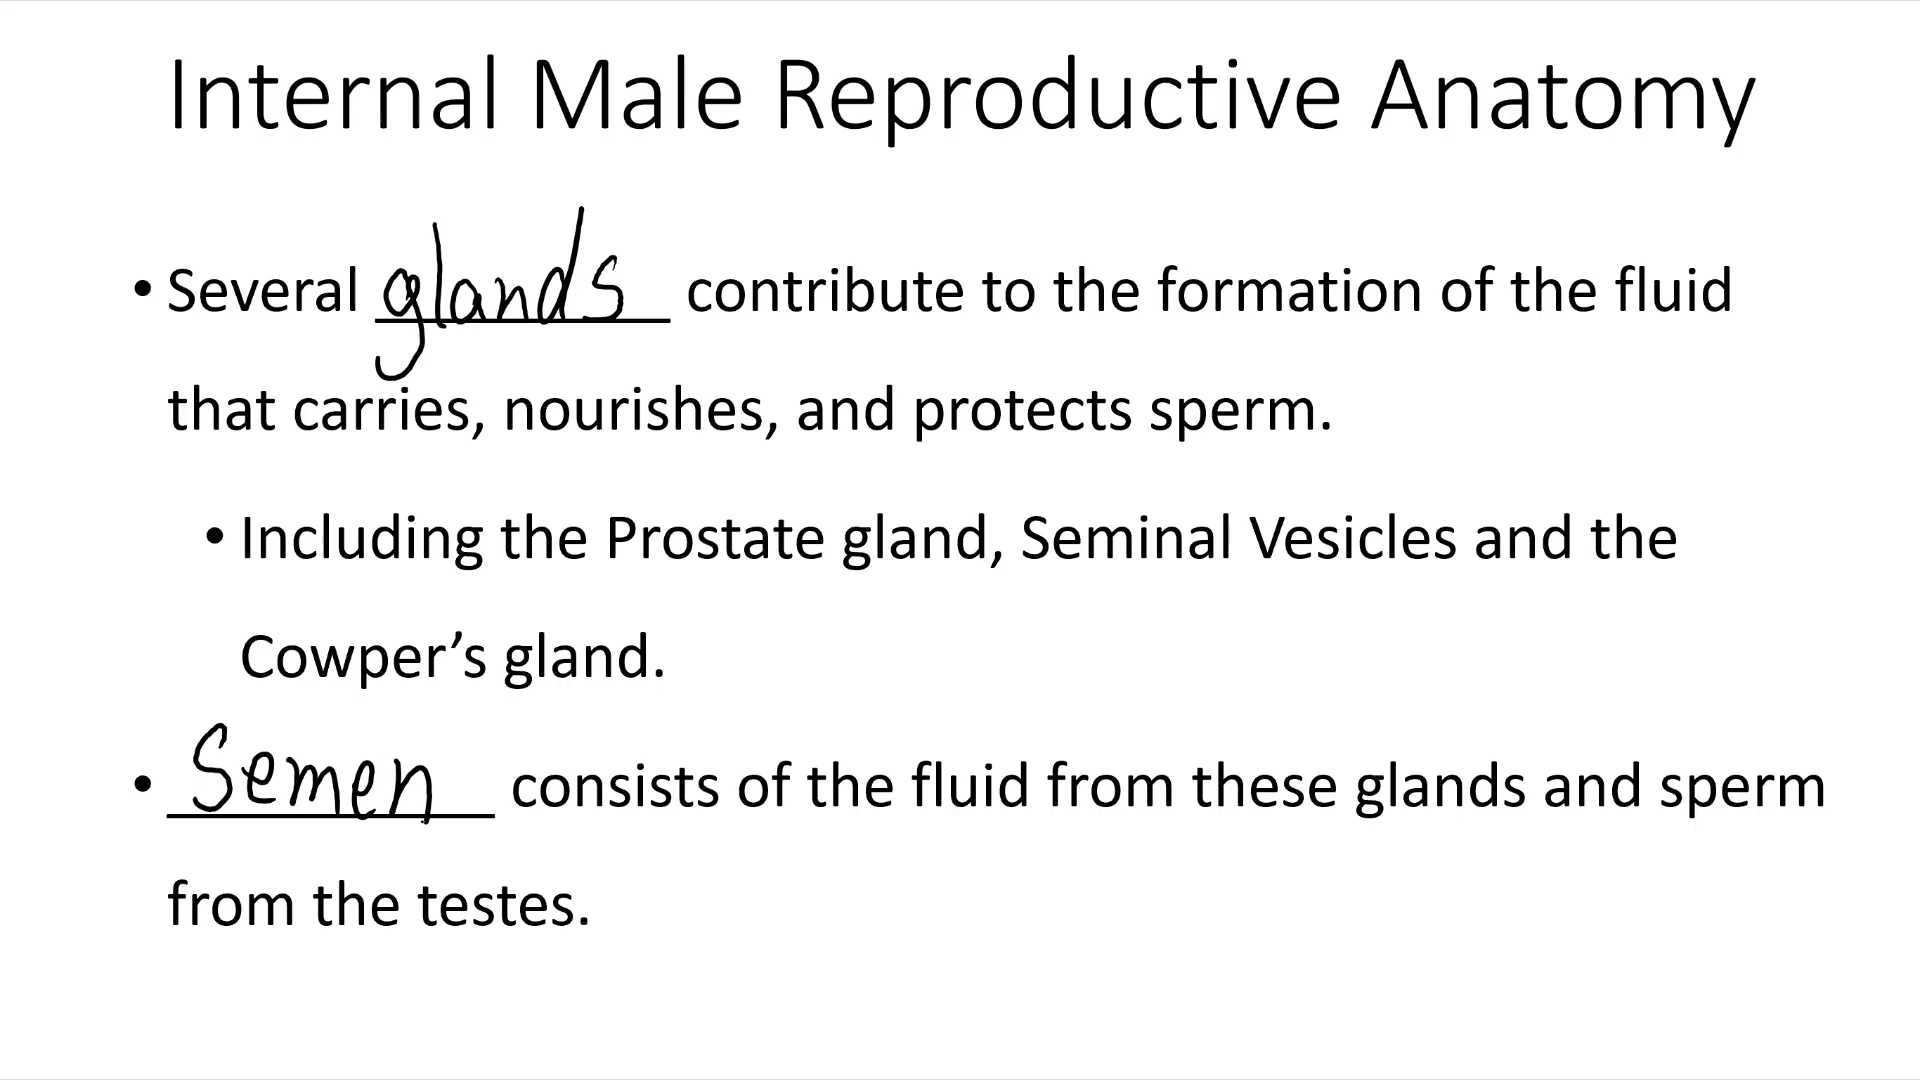 Internal Male Reproductive Anatomy
• Several glands contribute to the formation of the fluid
that carries, nourishes, and protects sperm.
• Including the Prostate gland, Seminal Vesicles and the
Cowper’s gland.
• Semen consists of the fluid from these glands and sperm
from the testes.